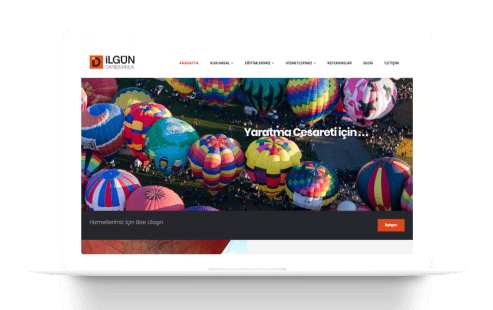 İLGÜN
DANIŞMANLIK
ANASAYFA KURUMSAL EĞİTİMLERİMİZ HİZMETLERİMİZ REFERANSLAR BLOG İLETİŞİM
Yaratma Cesareti için...
Hizmetlerimiz İçin Bize Ulaşın
İletişim